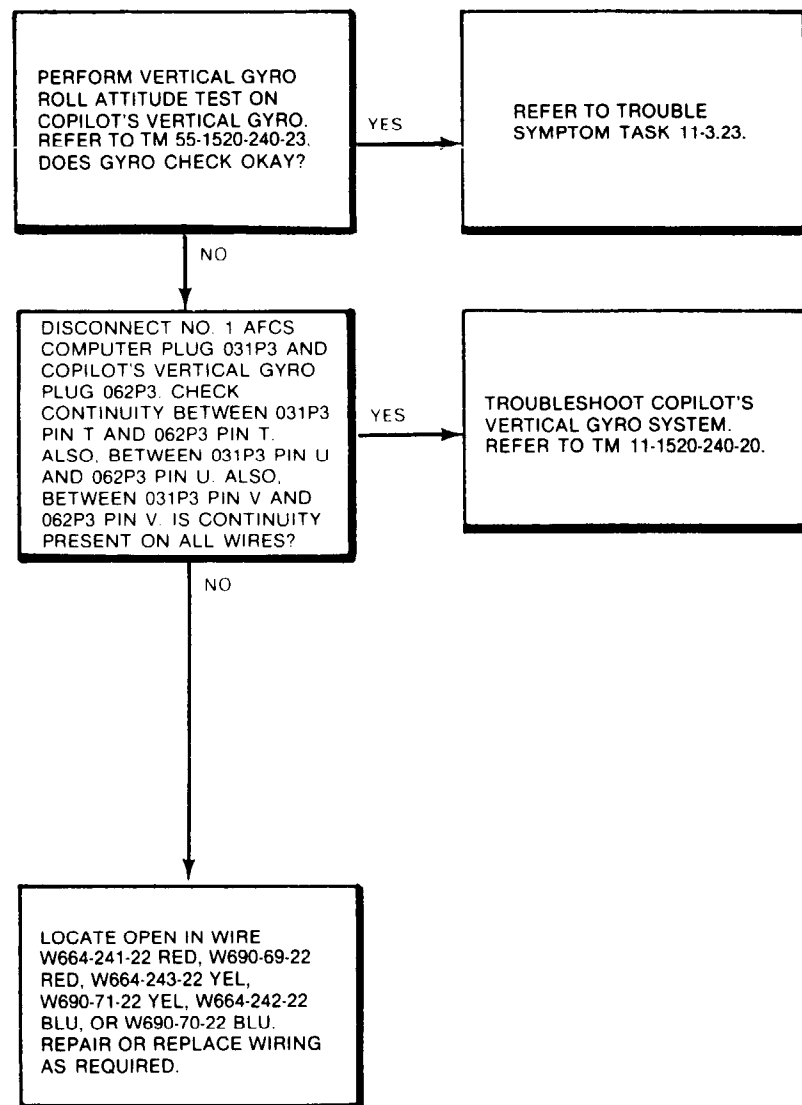 PERFORM VERTICAL GYRO
ROLL ATTITUDE TEST ON
COPILOT'S VERTICAL GYRO.
REFER TO TM 55-1520-240-23.
DOES GYRO CHECK OKAY?
YES
REFER TO TROUBLE
SYMPTOM TASK 11-3.23.
NO
DISCONNECT NO. 1 AFCS
COMPUTER PLUG 031P3 AND
COPILOT'S VERTICAL GYRO
PLUG 062P3. CHECK
CONTINUITY BETWEEN 031P3
PIN T AND 062P3 PIN T.
ALSO, BETWEEN 031P3 PIN U
AND 062P3 PIN U. ALSO,
BETWEEN 031P3 PIN V AND
062P3 PIN V. IS CONTINUITY
PRESENT ON ALL WIRES?
YES
TROUBLESHOOT COPILOT'S
VERTICAL GYRO SYSTEM.
REFER TO TM 11-1520-240-20.
NO
LOCATE OPEN IN WIRE
W664-241-22 RED, W690-69-22
RED, W664-243-22 YEL,
W690-71-22 YEL, W664-242-22
BLU, OR W690-70-22 BLU.
REPAIR OR REPLACE WIRING
AS REQUIRED.